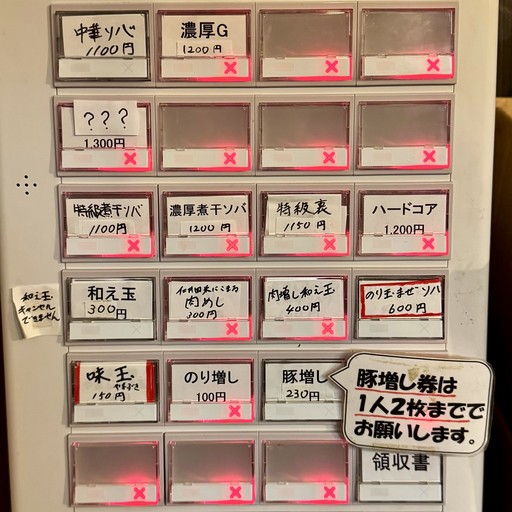 中華ソバ
1100円
濃厚G
1200円
???
1,300円
特級煮干ソバ
1100円
濃厚煮干ソバ
1200円
特級裏
1150円
ハードコア
1,200円
和え玉
キャンセル
できません
和え玉
300円
肉めし
300円
肉増し和え玉
400円
のり玉まぜソバ
600円
味玉
150円
のり増し
100円
豚増し
230円
豚増し券は
1人2枚までで
お願いします。
領収書